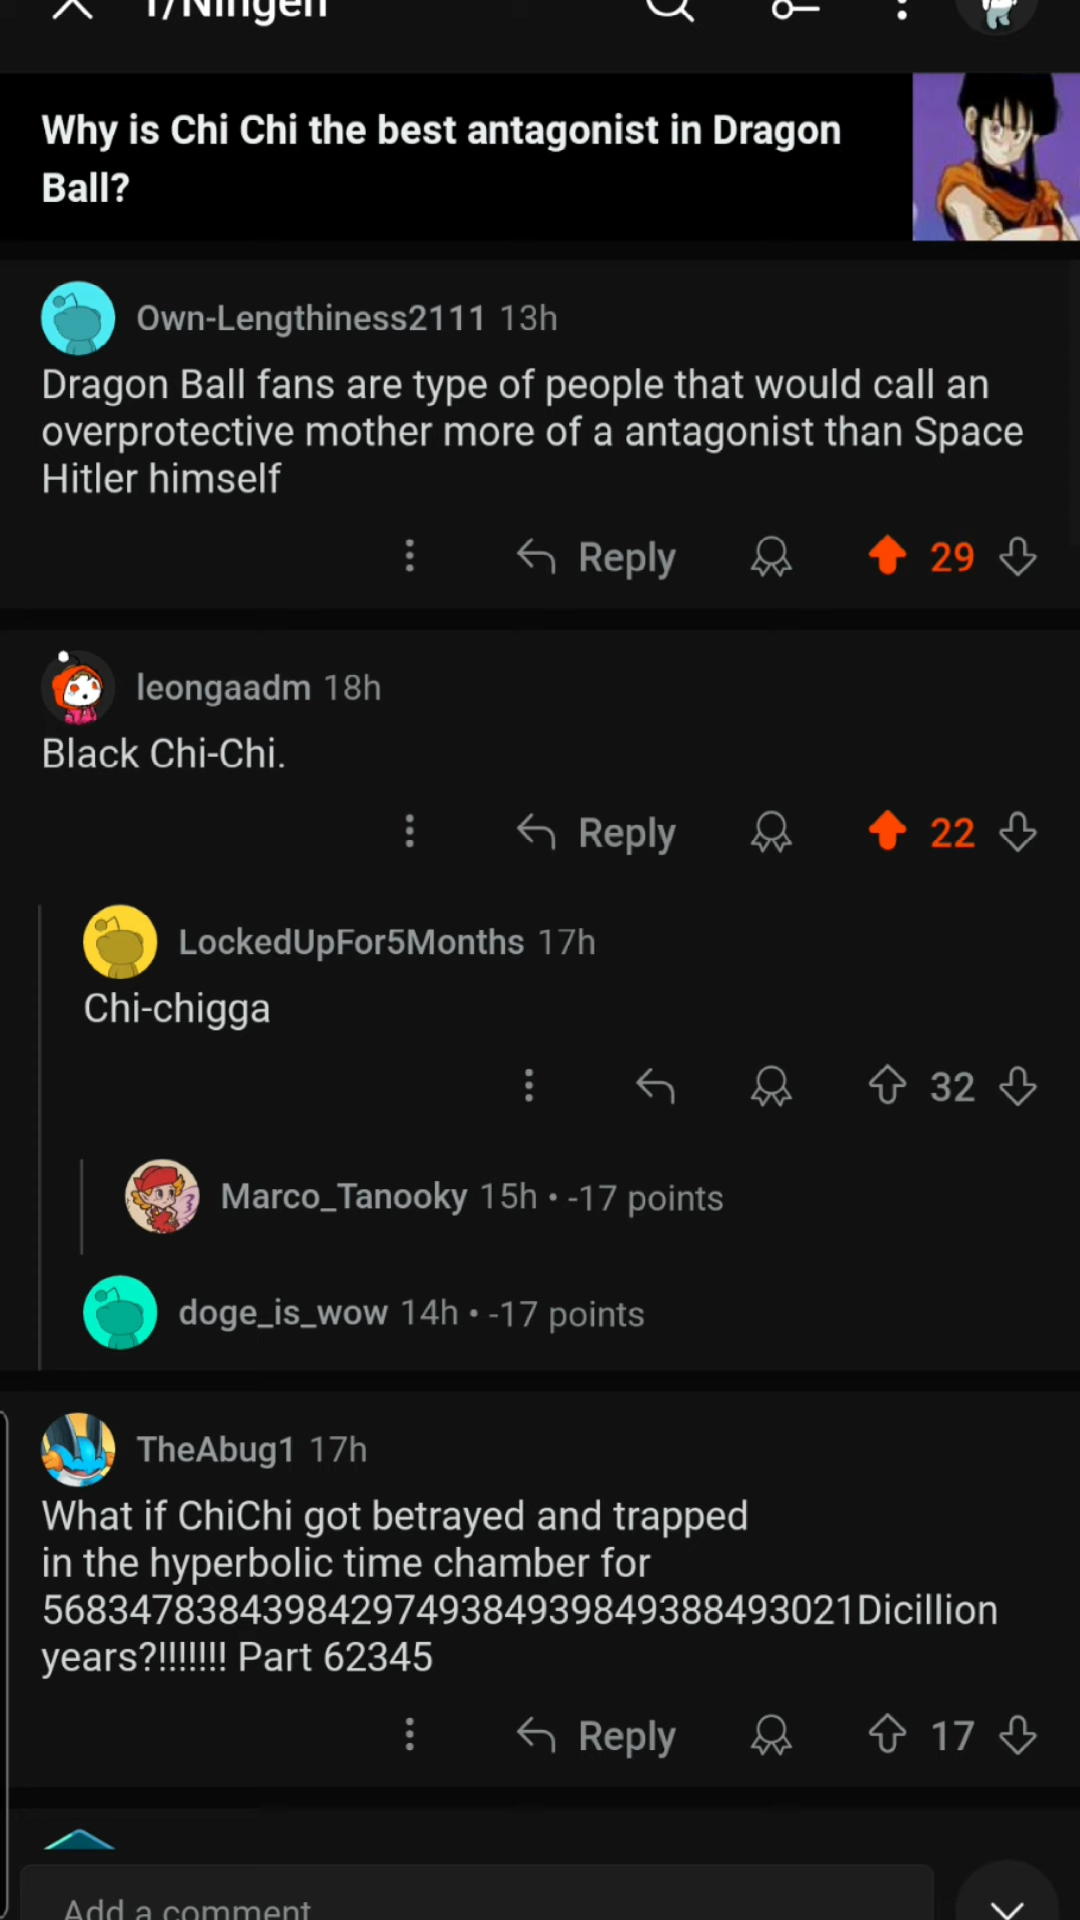 r/Ningen
Why is Chi Chi the best antagonist in Dragon
Ball?
Own-Lengthiness2111 13h
Dragon Ball fans are type of people that would call an
overprotective mother more of a antagonist than Space
Hitler himself
Reply 29
leongaadm 18h
Black Chi-Chi.
Reply 22
LockedUpFor5Months 17h
Chi-chigga
32
Marco_Tanooky 15h • -17 points
doge_is_wow 14h • -17 points
TheAbug1 17h
What if ChiChi got betrayed and trapped
in the hyperbolic time chamber for
56834783843984297493849398493884930​21Dicillion
years?!!!!!!! Part 62345
Reply 17
Add a comment